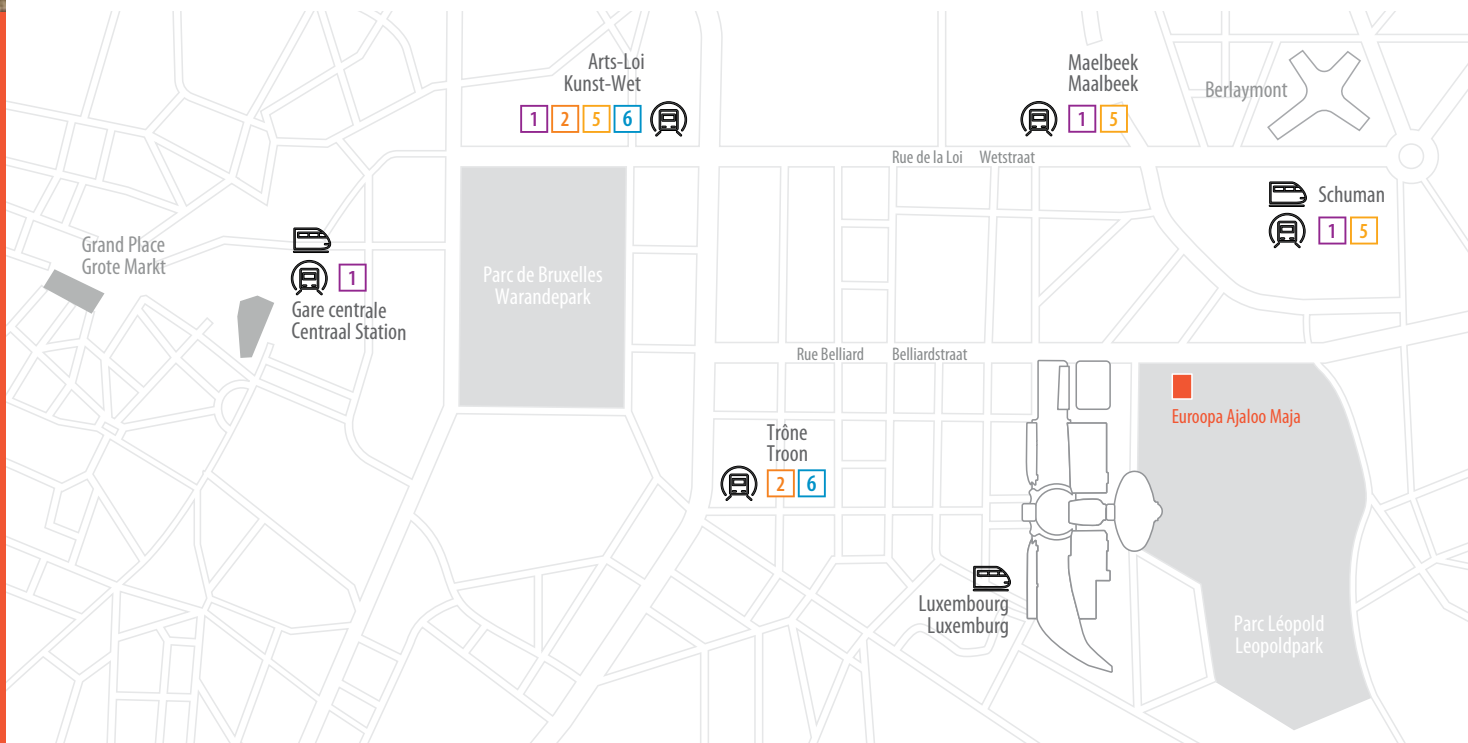 Arts-Loi
Kunst-Wet
1 2 5 6
Maelbeek
Maalbeek
1 5
Berlaymont
Rue de la Loi Wetstraat
Schuman
1 5
Grand Place
Grote Markt
1
Gare centrale
Centraal Station
Parc de Bruxelles
Warandepark
Rue Belliard Belliardstraat
Euroopa Ajaloo Maja
Trône
Troon
2 6
Luxembourg
Luxemburg
Parc Léopold
Leopoldpark